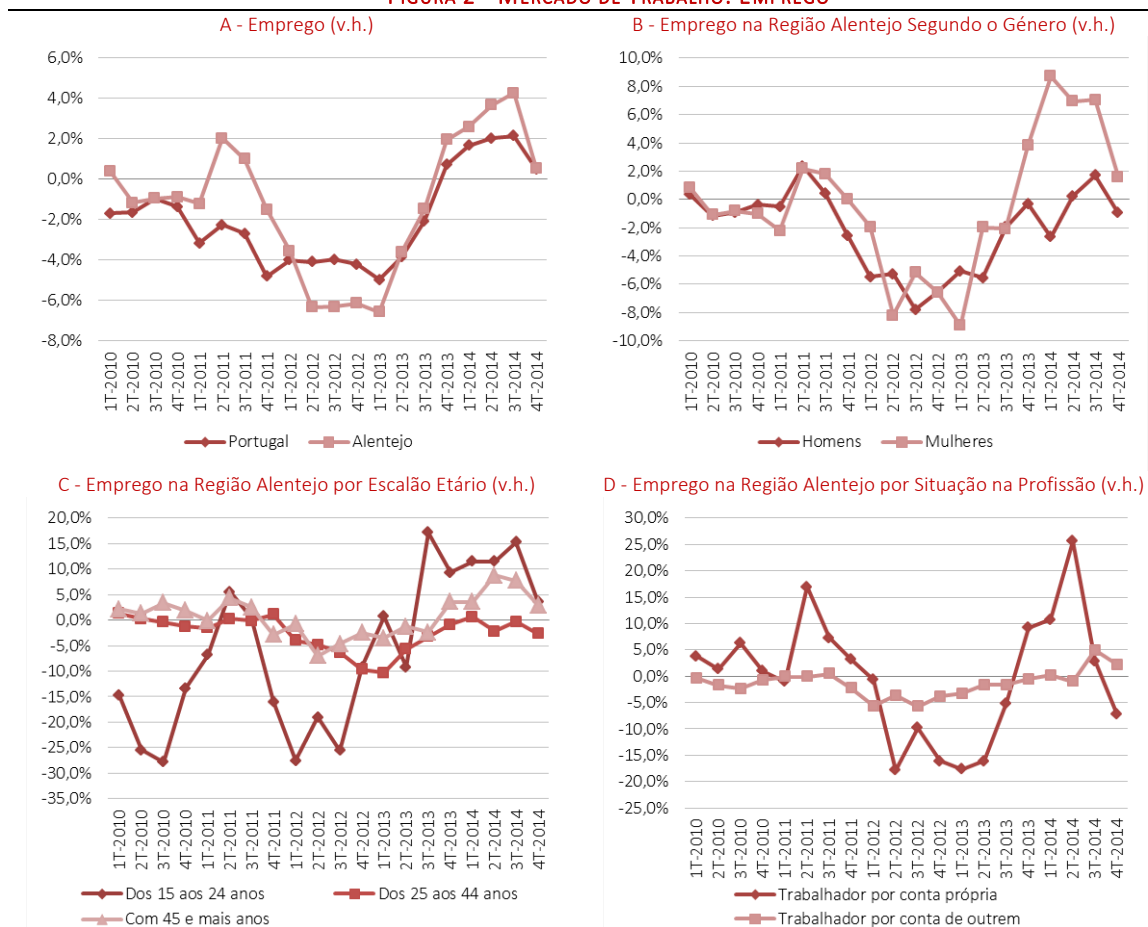 FIGURA 2 - MERCADO DE TRABALHO: EMPREGO
A - Emprego (v.h.)
6,0%
4,0%
2,0%
0,0%
-2,0%
-4,0%
-6,0%
-8,0%
1T-2010
2T-2010
3T-2010
4T-2010
1T-2011
2T-2011
3T-2011
4T-2011
1T-2012
2T-2012
3T-2012
4T-2012
1T-2013
2T-2013
3T-2013
4T-2013
1T-2014
2T-2014
3T-2014
4T-2014
Portugal Alentejo
B - Emprego na Região Alentejo Segundo o Género (v.h.)
10,0%
8,0%
6,0%
4,0%
2,0%
0,0%
-2,0%
-4,0%
-6,0%
-8,0%
-10,0%
1T-2010
2T-2010
3T-2010
4T-2010
1T-2011
2T-2011
3T-2011
4T-2011
1T-2012
2T-2012
3T-2012
4T-2012
1T-2013
2T-2013
3T-2013
4T-2013
1T-2014
2T-2014
3T-2014
4T-2014
Homens Mulheres
C - Emprego na Região Alentejo por Escalão Etário (v.h.)
20,0%
15,0%
10,0%
5,0%
0,0%
-5,0%
-10,0%
-15,0%
-20,0%
-25,0%
-30,0%
-35,0%
1T-2010
2T-2010
3T-2010
4T-2010
1T-2011
2T-2011
3T-2011
4T-2011
1T-2012
2T-2012
3T-2012
4T-2012
1T-2013
2T-2013
3T-2013
4T-2013
1T-2014
2T-2014
3T-2014
4T-2014
Dos 15 aos 24 anos Dos 25 aos 44 anos
Com 45 e mais anos
D - Emprego na Região Alentejo por Situação na Profissão (v.h.)
30,0%
25,0%
20,0%
15,0%
10,0%
5,0%
0,0%
-5,0%
-10,0%
-15,0%
-20,0%
-25,0%
1T-2010
2T-2010
3T-2010
4T-2010
1T-2011
2T-2011
3T-2011
4T-2011
1T-2012
2T-2012
3T-2012
4T-2012
1T-2013
2T-2013
3T-2013
4T-2013
1T-2014
2T-2014
3T-2014
4T-2014
Trabalhador por conta própria
Trabalhador por conta de outrem